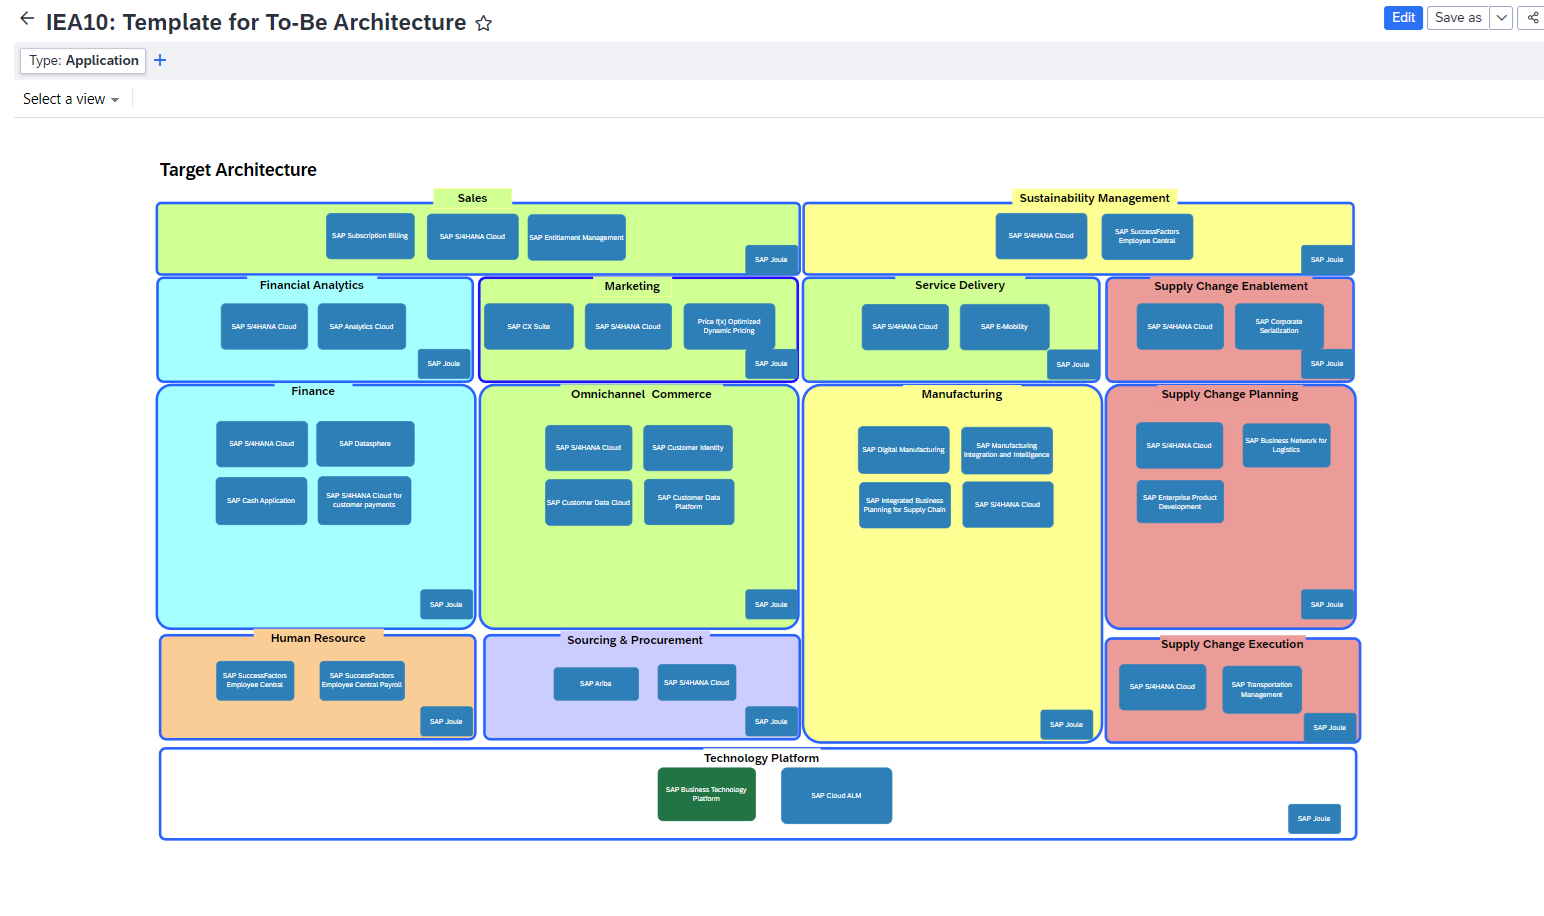 IEA10: Template for To-Be Architecture
Edit
Save as
Type: Application
Select a view
Target Architecture
Sales
SAP Subscription Billing
SAP S/4HANA Cloud
SAP Entitlement Management
SAP Joule
Sustainability Management
SAP S/4HANA Cloud
SAP SuccessFactors
Employee Central
SAP Joule
Financial Analytics
SAP S/4HANA Cloud
SAP Analytics Cloud
SAP Joule
Marketing
SAP CX Suite
SAP S/4HANA Cloud
Price f(x) Optimized
Dynamic Pricing
SAP Joule
Service Delivery
SAP S/4HANA Cloud
SAP E-Mobility
SAP Joule
Supply Change Enablement
SAP S/4HANA Cloud
SAP Corporate
Serialization
SAP Joule
Finance
SAP S/4HANA Cloud
SAP Datasphere
SAP Cash Application
SAP S/4HANA Cloud for
customer payments
SAP Joule
Omnichannel Commerce
SAP S/4HANA Cloud
SAP Customer Identity
SAP Customer Data Cloud
SAP Customer Data
Platform
SAP Joule
Manufacturing
SAP Digital Manufacturing
SAP Manufacturing
Integration and Intelligence
SAP Integrated Business
Planning for Supply Chain
SAP S/4HANA Cloud
SAP Joule
Supply Change Planning
SAP S/4HANA Cloud
SAP Business Network for
Logistics
SAP Enterprise Product
Development
SAP Joule
Human Resource
SAP SuccessFactors
Employee Central
SAP SuccessFactors
Employee Central Payroll
SAP Joule
Sourcing & Procurement
SAP Ariba
SAP S/4HANA Cloud
SAP Joule
Supply Change Execution
SAP S/4HANA Cloud
SAP Transportation
Management
SAP Joule
Technology Platform
SAP Business Technology
Platform
SAP Cloud ALM
SAP Joule